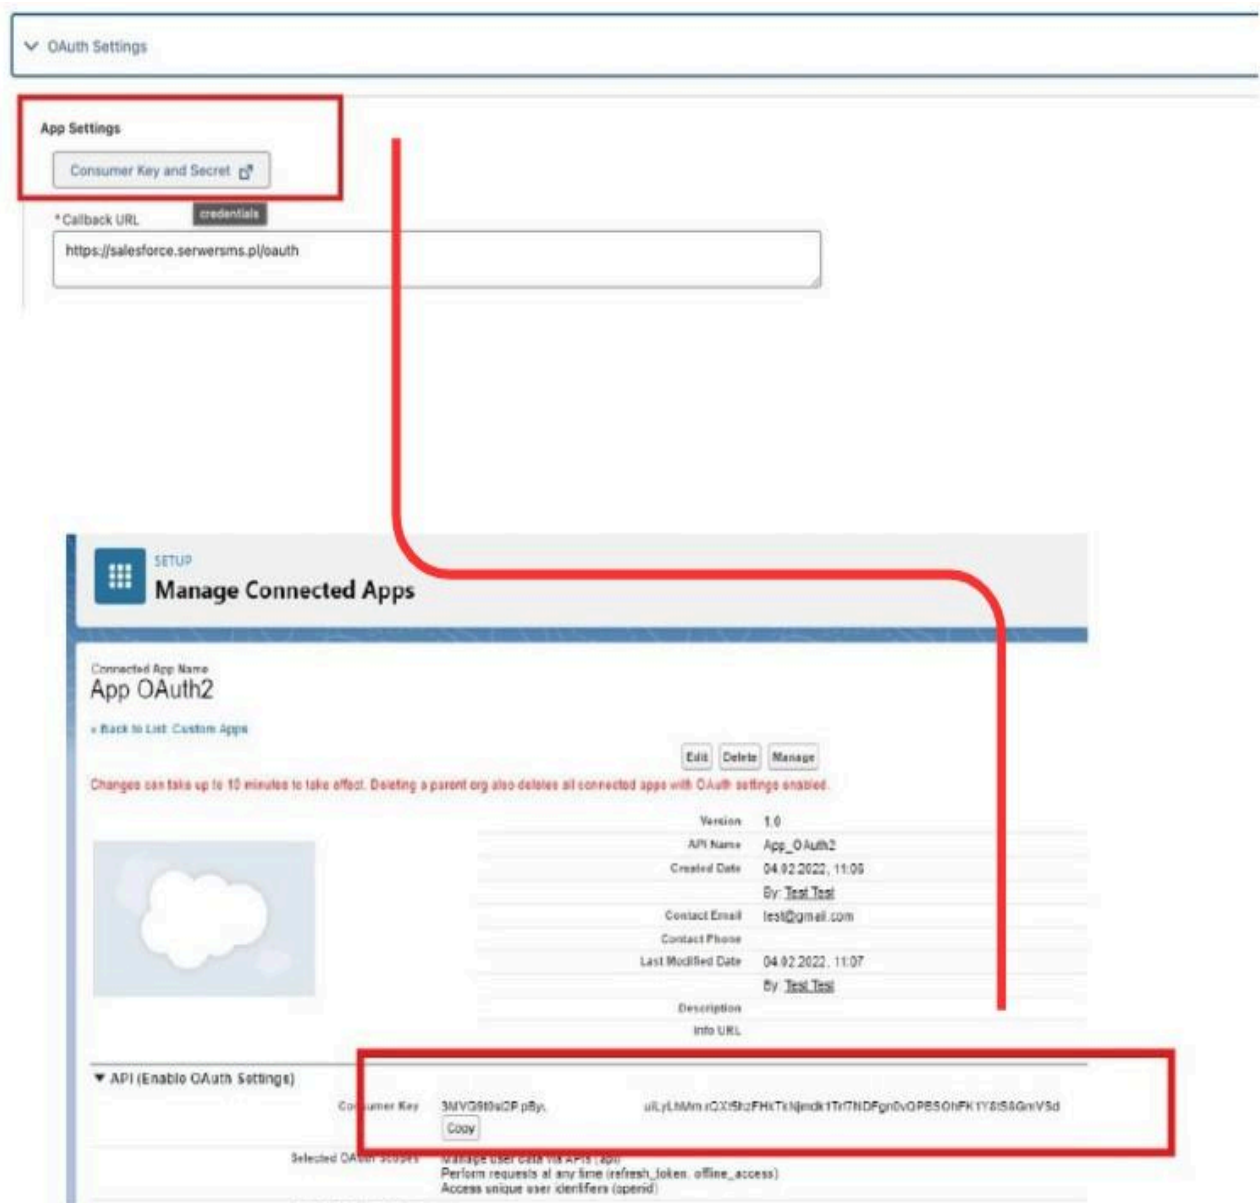 OAuth Settings
App Settings
Consumer Key and Secret
credentials
* Callback URL
https://salesforce.serwersms.pl/oauth
SETUP
Manage Connected Apps
Connected App Name
App OAuth2
« Back to List: Custom Apps
Edit Delete Manage
Changes can take up to 10 minutes to take effect. Deleting a parent org also deletes all connected apps with OAuth settings enabled.
Version 1.0
API Name App_OAuth2
Created Date 04.02.2022, 11:06
By: Test Test
Contact Email test@gmail.com
Contact Phone
Last Modified Date 04.02.2022, 11:07
By: Test Test
Description
Info URL
▼ API (Enable OAuth Settings)
Consumer Key
Copy
Selected OAuth Scopes Manage user data via APIs (api)
Perform requests at any time (refresh_token, offline_access)
Access unique user identifiers (openid)